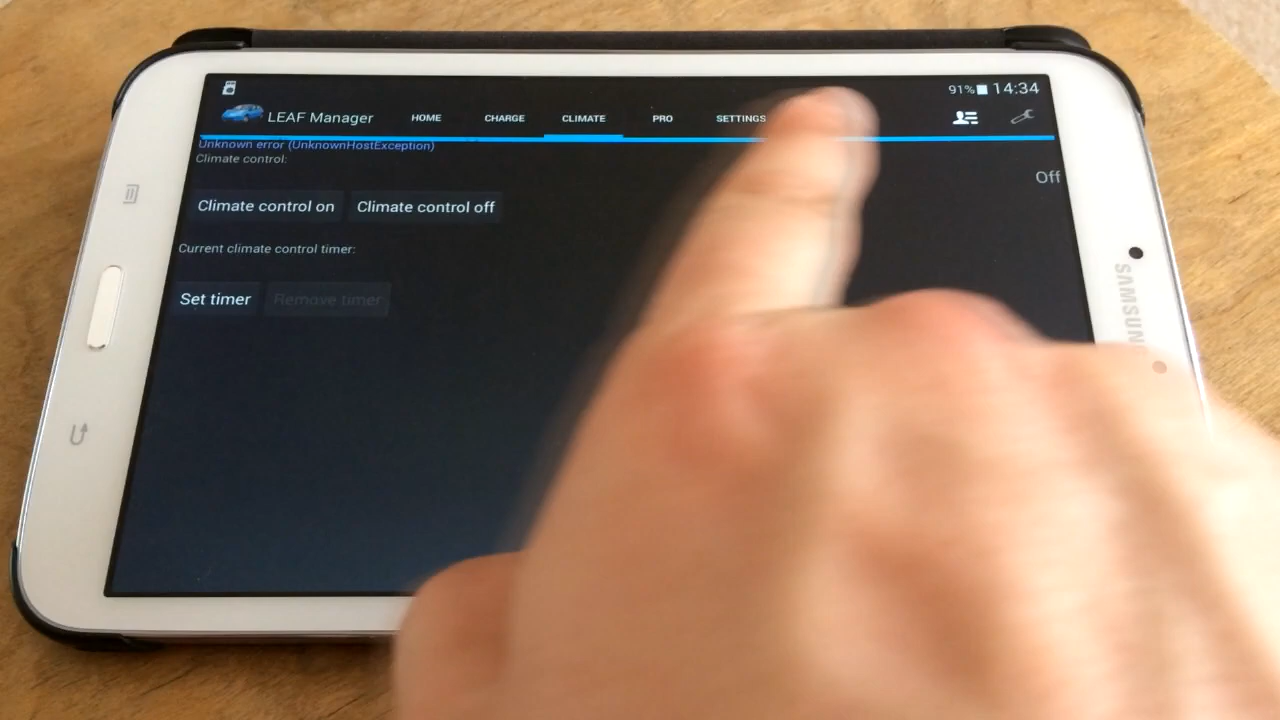 91% 14:34
LEAF Manager HOME CHARGE CLIMATE PRO SETTINGS
Unknown error (UnknownHostException)
Climate control:
Off
Climate control on Climate control off
Current climate control timer:
Set timer Remove timer
SAMSUN